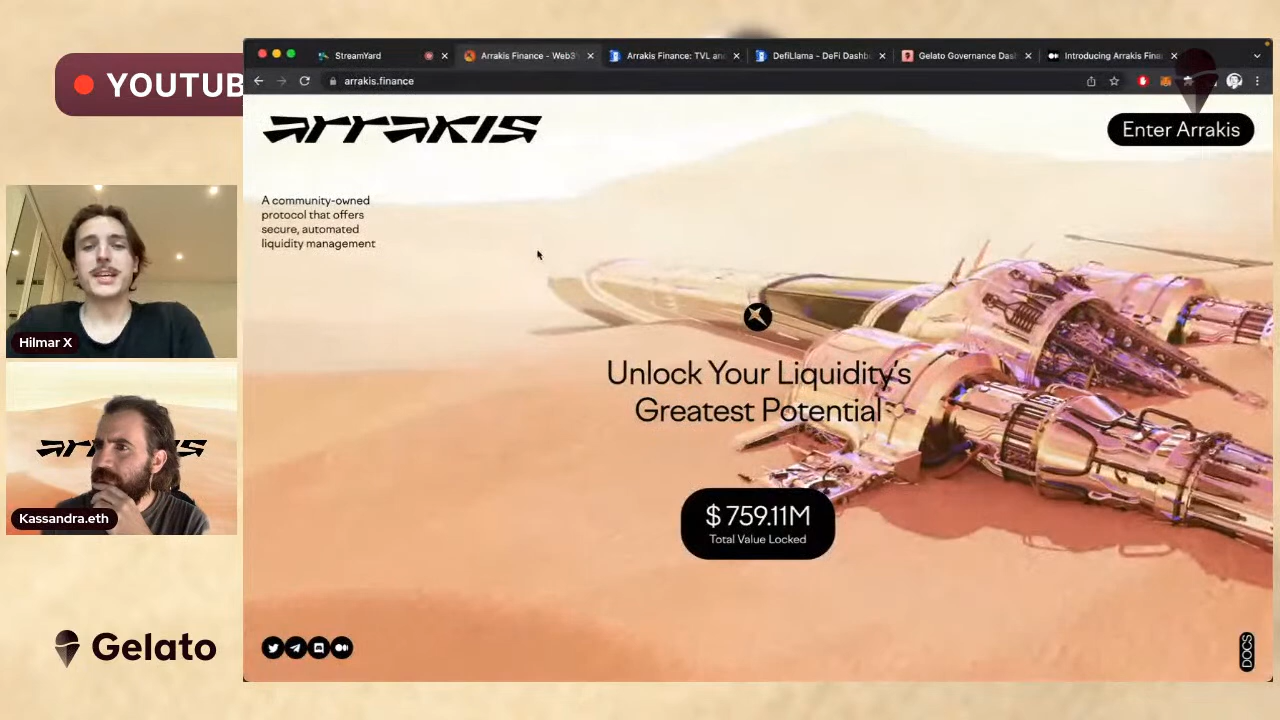 YOUTUB
StreamYard
Arrakis Finance - Web3's
Arrakis Finance: TVL an
DefiLlama - DeFi Dashb
Gelato Governance Das
Introducing Arrakis Fina
arrakis.finance
arrakis
Enter Arrakis
A community-owned
protocol that offers
secure, automated
liquidity management
Hilmar X
Unlock Your Liquidity's
Greatest Potential
Kassandra.eth
$ 759.11M
Total Value Locked
Gelato
DOCS